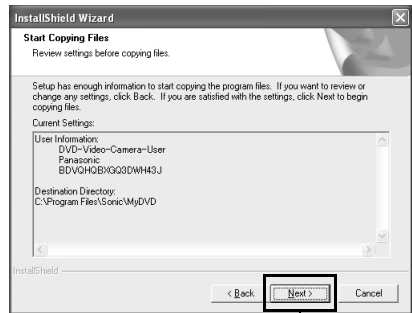 InstallShield Wizard
Start Copying Files
Review settings before copying files.
Setup has enough information to start copying the program files. If you want to review or
change any settings, click Back. If you are satisfied with the settings, click Next to begin
copying files.
Current Settings:
User Information:
DVD-Video-Camera-User
Panasonic
BDVQHQBXGQ3DWH43J
Destination Directory:
C:\Program Files\Sonic\MyDVD
InstallShield
< Back
Next >
Cancel